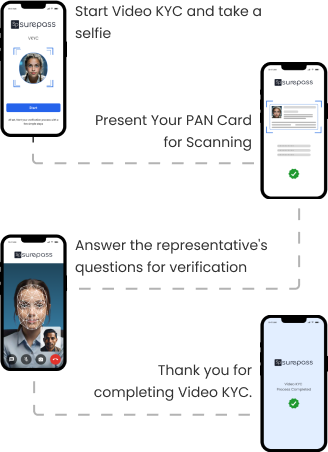 surepass
VKYC
Start
Start Video KYC and take a
selfie
Present Your PAN Card
for Scanning
surepass
surepass
Answer the representative's
questions for verification
Thank you for
completing Video KYC.
surepass
Video KYC
Process Completed